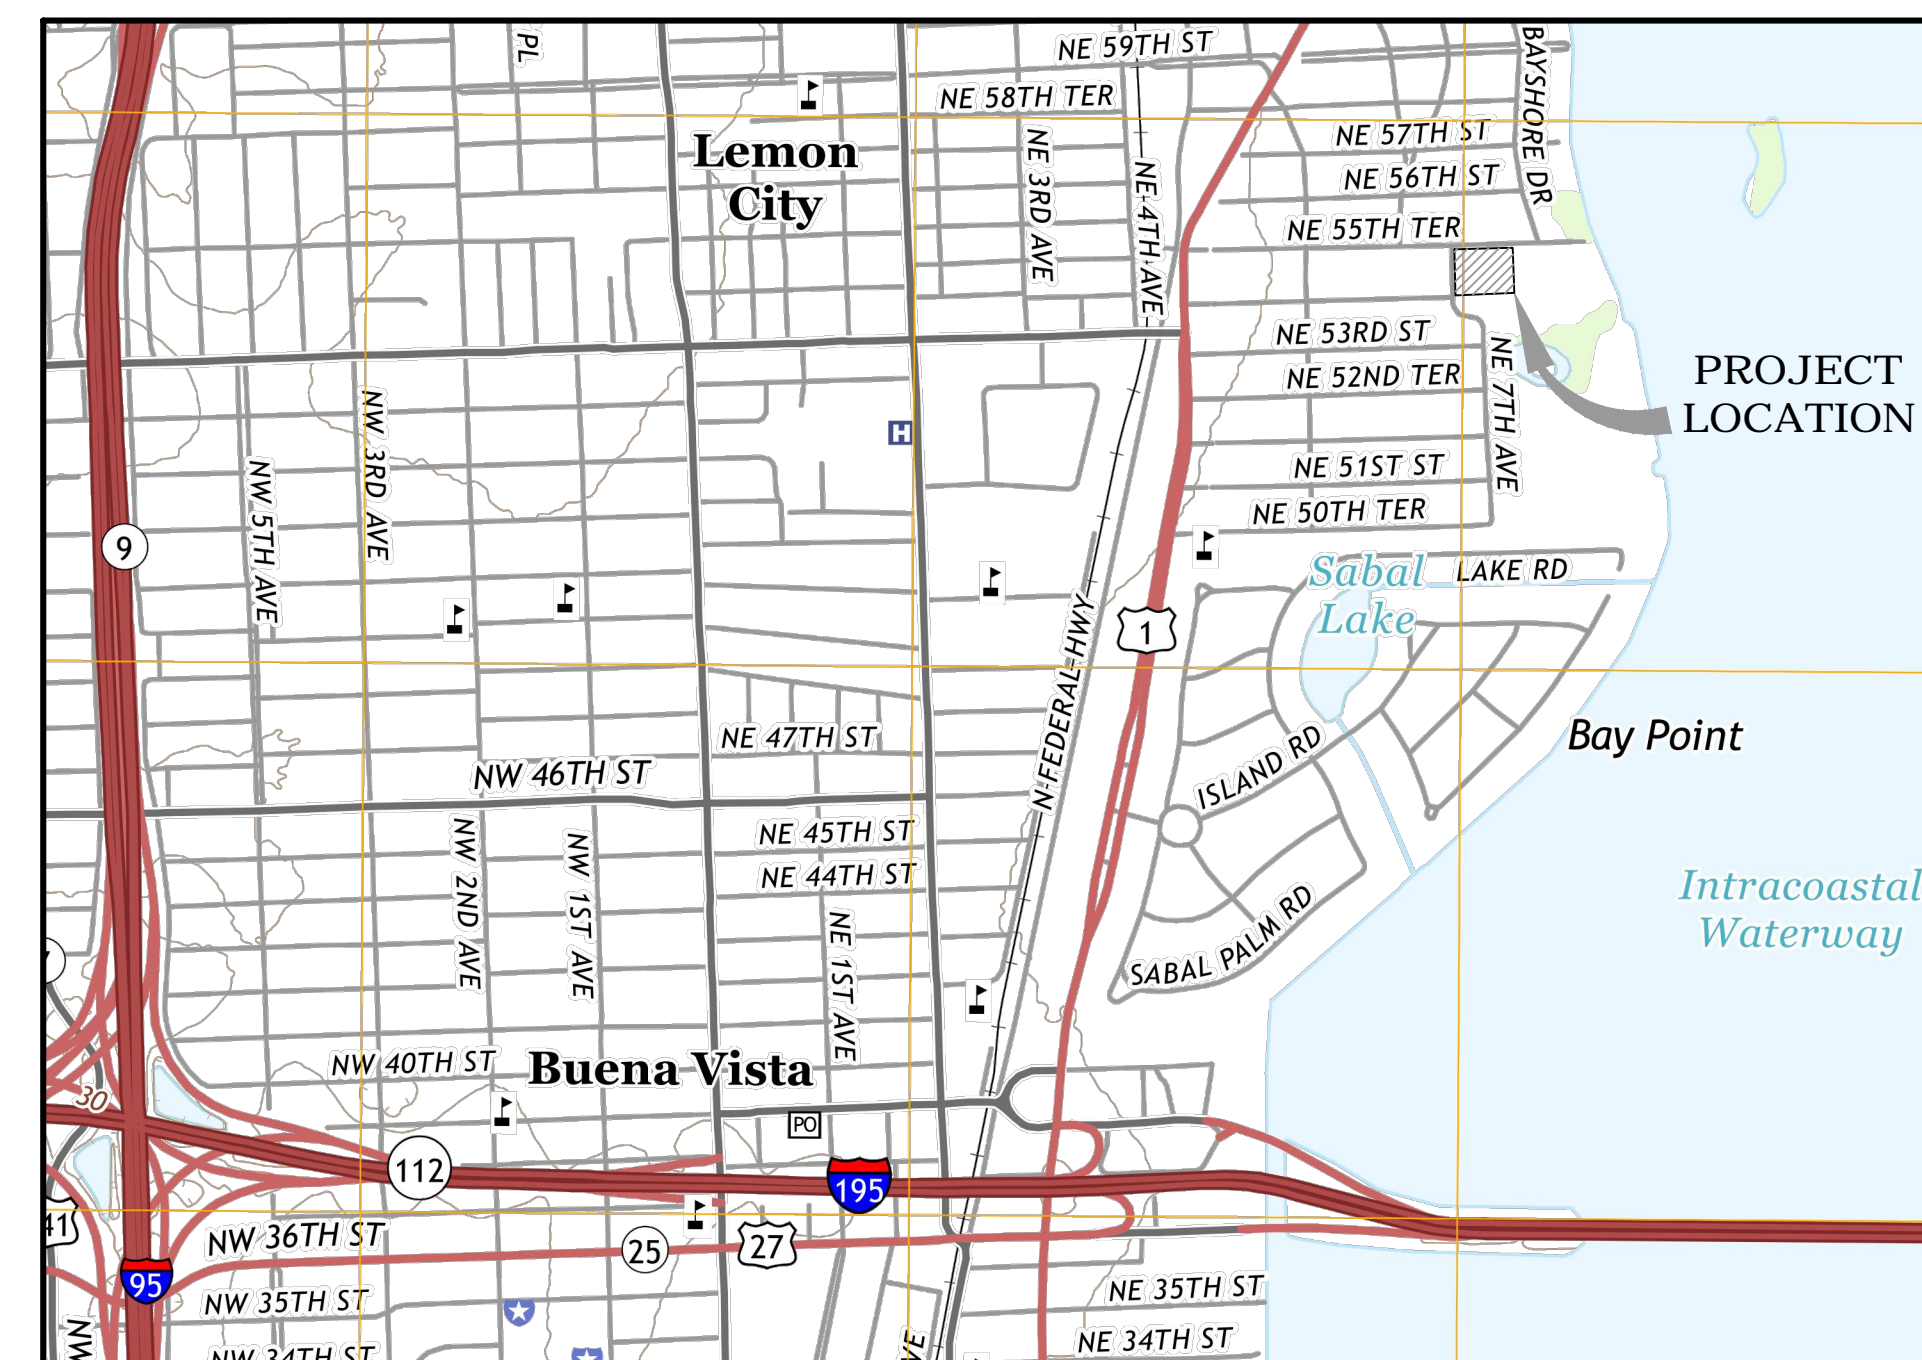 PL
NE 59TH ST
BAYSHORE DR
NE 58TH TER
NE 57TH ST
Lemon
City
NE 3RD AVE
NE 4TH AVE
NE 56TH ST
NE 55TH TER
NE 53RD ST
NE 52ND TER
NE 7TH AVE
PROJECT
LOCATION
NW 3RD AVE
H
NW 5TH AVE
NE 51ST ST
NE 50TH TER
9
Sabal
Lake
LAKE RD
1
N FEDERAL HWY
NE 47TH ST
NW 46TH ST
ISLAND RD
Bay Point
NE 45TH ST
NE 44TH ST
NW 2ND AVE
NW 1ST AVE
NE 1ST AVE
Intracoastal
Waterway
SABAL PALM RD
NW 40TH ST
Buena Vista
30
PO
112
195
41
NW 36TH ST
25
27
95
NE 35TH ST
NW 35TH ST
NE 34TH ST
NW 34TH ST
NW